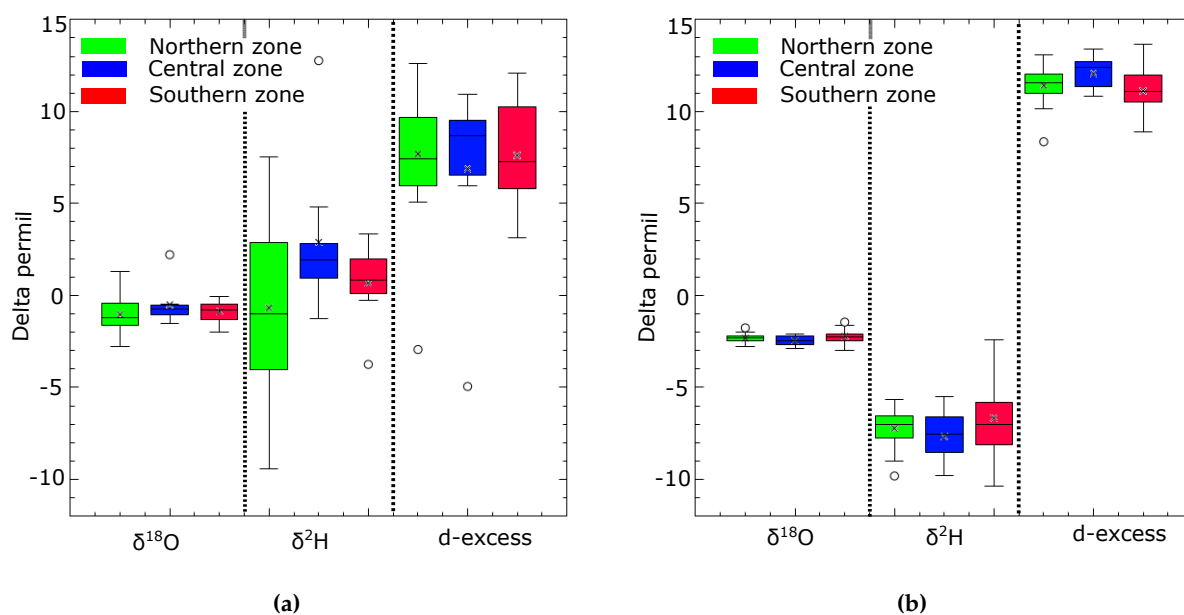 15
10
5
0
-5
-10
Delta permil
Northern zone
Central zone
Southern zone
δ¹⁸O
δ²H
d-excess
(a)
15
10
5
0
-5
-10
Delta permil
Northern zone
Central zone
Southern zone
δ¹⁸O
δ²H
d-excess
(b)